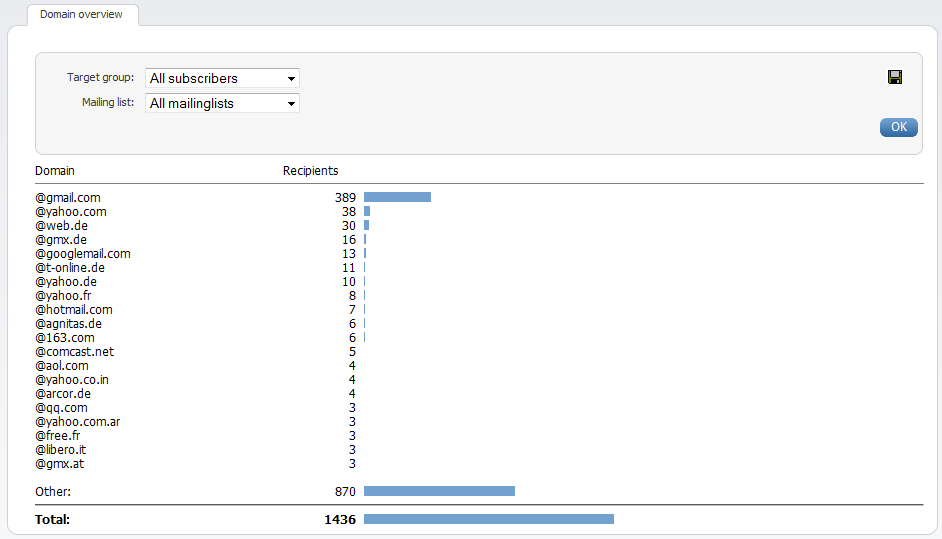 Domain overview
Target group: All subscribers
Mailing list: All mailinglists
OK
Domain Recipients
@gmail.com 389
@yahoo.com 38
@web.de 30
@gmx.de 16
@googlemail.com 13
@t-online.de 11
@yahoo.de 10
@yahoo.fr 8
@hotmail.com 7
@agnitas.de 6
@163.com 6
@comcast.net 5
@aol.com 4
@yahoo.co.in 4
@arcor.de 4
@qq.com 3
@yahoo.com.ar 3
@free.fr 3
@libero.it 3
@gmx.at 3
Other: 870
Total: 1436